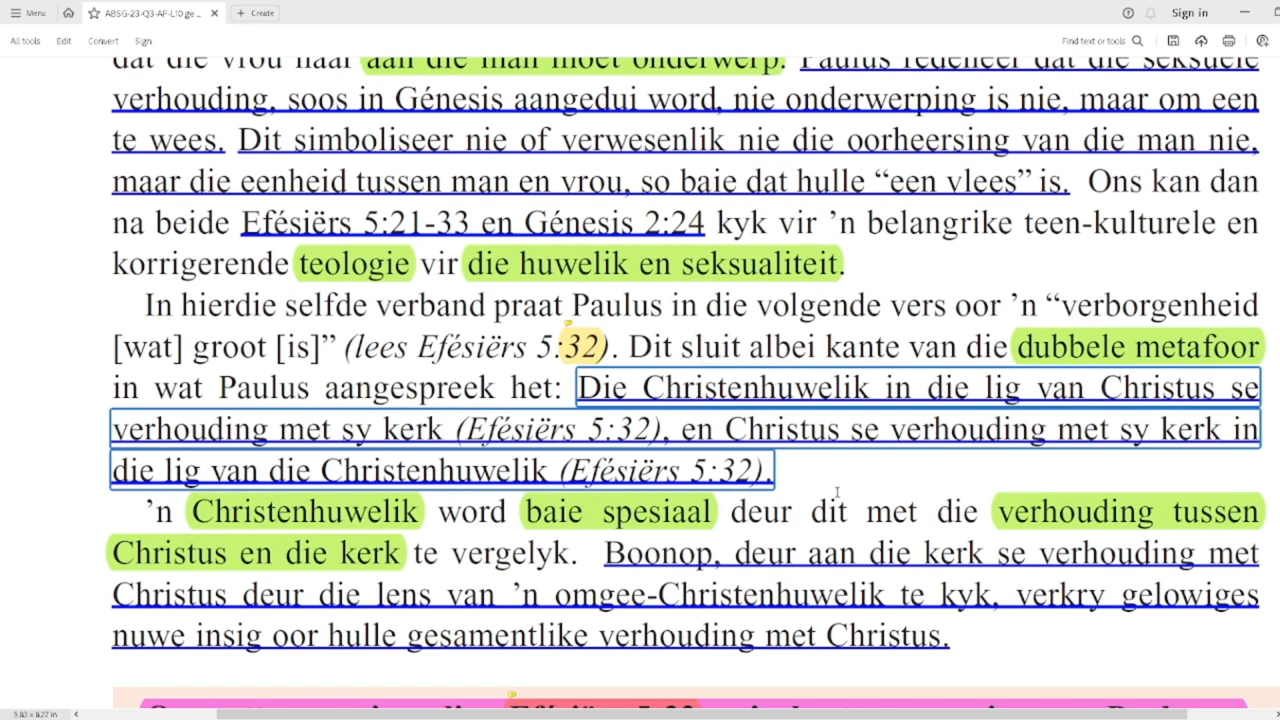 Menu
ABSG-23-Q3-AF-L10 ge ...
Create
Sign in
All tools Edit Convert Sign
Find text or tools
dat die vrou haar aan die man moet onderwerp. Paulus redeneer dat die seksuele
verhouding, soos in Génesis aangedui word, nie onderwerping is nie, maar om een
te wees. Dit simboliseer nie of verwesenlik nie die oorheersing van die man nie,
maar die eenheid tussen man en vrou, so baie dat hulle “een vlees” is. Ons kan dan
na beide Efésiërs 5:21-33 en Génesis 2:24 kyk vir ’n belangrike teen-kulturele en
korrigerende teologie vir die huwelik en seksualiteit.
In hierdie selfde verband praat Paulus in die volgende vers oor ’n “verborgenheid
[wat] groot [is]” (lees Efésiërs 5:32). Dit sluit albei kante van die dubbele metafoor
in wat Paulus aangespreek het: Die Christenhuwelik in die lig van Christus se
verhouding met sy kerk (Efésiërs 5:32), en Christus se verhouding met sy kerk in
die lig van die Christenhuwelik (Efésiërs 5:32).
’n Christenhuwelik word baie spesiaal deur dit met die verhouding tussen
Christus en die kerk te vergelyk. Boonop, deur aan die kerk se verhouding met
Christus deur die lens van ’n omgee-Christenhuwelik te kyk, verkry gelowiges
nuwe insig oor hulle gesamentlike verhouding met Christus.